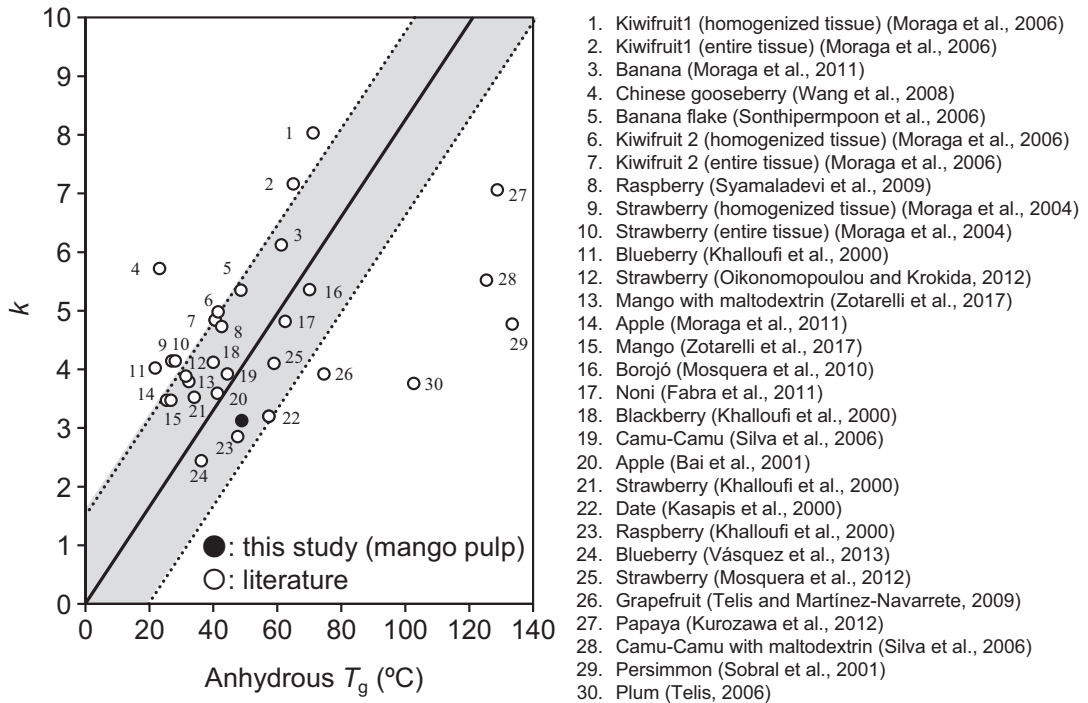 10
9
8
7
6
5
4
3
2
1
0
k
0 20 40 60 80 100 120 140
Anhydrous Tg (ºC)
1
2
3
4
5
6
7
8
9 10
11
12
13
14
15
16
17
18
19
20
21
22
23
24
25
26
27
28
29
30
: this study (mango pulp)
: literature
1. Kiwifruit1 (homogenized tissue) (Moraga et al., 2006)
2. Kiwifruit1 (entire tissue) (Moraga et al., 2006)
3. Banana (Moraga et al., 2011)
4. Chinese gooseberry (Wang et al., 2008)
5. Banana flake (Sonthipermpoon et al., 2006)
6. Kiwifruit 2 (homogenized tissue) (Moraga et al., 2006)
7. Kiwifruit 2 (entire tissue) (Moraga et al., 2006)
8. Raspberry (Syamaladevi et al., 2009)
9. Strawberry (homogenized tissue) (Moraga et al., 2004)
10. Strawberry (entire tissue) (Moraga et al., 2004)
11. Blueberry (Khalloufi et al., 2000)
12. Strawberry (Oikonomopoulou and Krokida, 2012)
13. Mango with maltodextrin (Zotarelli et al., 2017)
14. Apple (Moraga et al., 2011)
15. Mango (Zotarelli et al., 2017)
16. Borojó (Mosquera et al., 2010)
17. Noni (Fabra et al., 2011)
18. Blackberry (Khalloufi et al., 2000)
19. Camu-Camu (Silva et al., 2006)
20. Apple (Bai et al., 2001)
21. Strawberry (Khalloufi et al., 2000)
22. Date (Kasapis et al., 2000)
23. Raspberry (Khalloufi et al., 2000)
24. Blueberry (Vásquez et al., 2013)
25. Strawberry (Mosquera et al., 2012)
26. Grapefruit (Telis and Martínez-Navarrete, 2009)
27. Papaya (Kurozawa et al., 2012)
28. Camu-Camu with maltodextrin (Silva et al., 2006)
29. Persimmon (Sobral et al., 2001)
30. Plum (Telis, 2006)